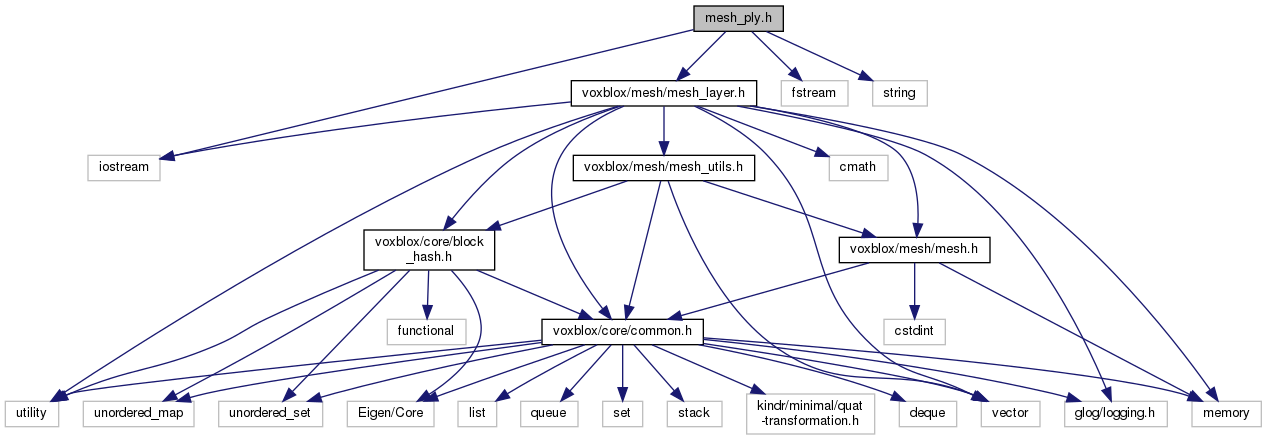 mesh_ply.h
voxblox/mesh/mesh_layer.h
fstream
string
iostream
voxblox/mesh/mesh_utils.h
cmath
voxblox/core/block
_hash.h
voxblox/mesh/mesh.h
functional
voxblox/core/common.h
cstdint
utility
unordered_map
unordered_set
Eigen/Core
list
queue
set
stack
kindr/minimal/quat
-transformation.h
deque
vector
glog/logging.h
memory